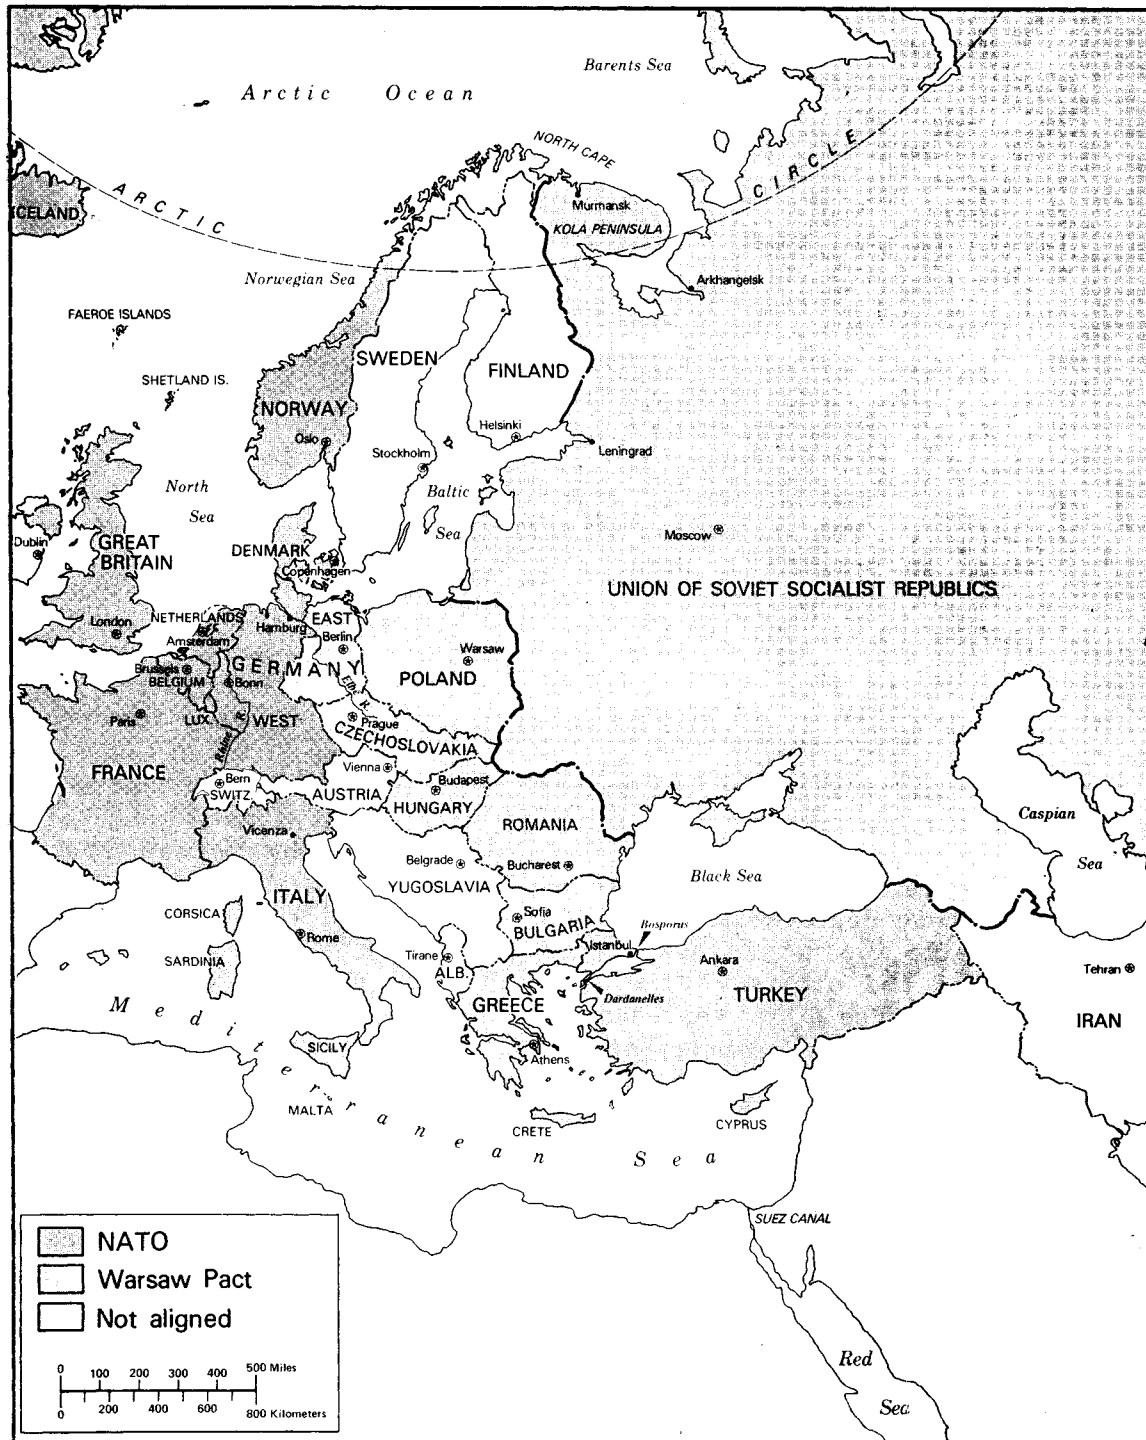 Barents Sea
Arctic Ocean
NORTH CAPE
ARCTIC CIRCLE
ICELAND
Murmansk
KOLA PENINSULA
Norwegian Sea
Arkhangelsk
FAEROE ISLANDS
SWEDEN
FINLAND
SHETLAND IS.
NORWAY
Helsinki
Oslo
Stockholm
Leningrad
North
Sea
Baltic
Sea
Moscow
Dublin
GREAT
BRITAIN
DENMARK
Copenhagen
UNION OF SOVIET SOCIALIST REPUBLICS
NETHERLANDS
Hamburg
EAST
London
Amsterdam
Berlin
Warsaw
Brussels
GERMANY
BELGIUM
Bonn
POLAND
Elbe R.
Paris
LUX.
WEST
Prague
Rhine R.
CZECHOSLOVAKIA
Vienna
FRANCE
Bern
SWITZ.
AUSTRIA
Budapest
HUNGARY
Caspian
Sea
Vicenza
ROMANIA
Belgrade
Bucharest
Black Sea
YUGOSLAVIA
ITALY
CORSICA
Sofia
BULGARIA
Bosporus
Rome
Istanbul
SARDINIA
Tirane
ALB.
Ankara
Tehran
GREECE
Dardanelles
TURKEY
IRAN
SICILY
Athens
MALTA
CRETE
CYPRUS
Mediterranean Sea
SUEZ CANAL
NATO
Warsaw Pact
Not aligned
0 100 200 300 400 500 Miles
0 200 400 600 800 Kilometers
Red
Sea